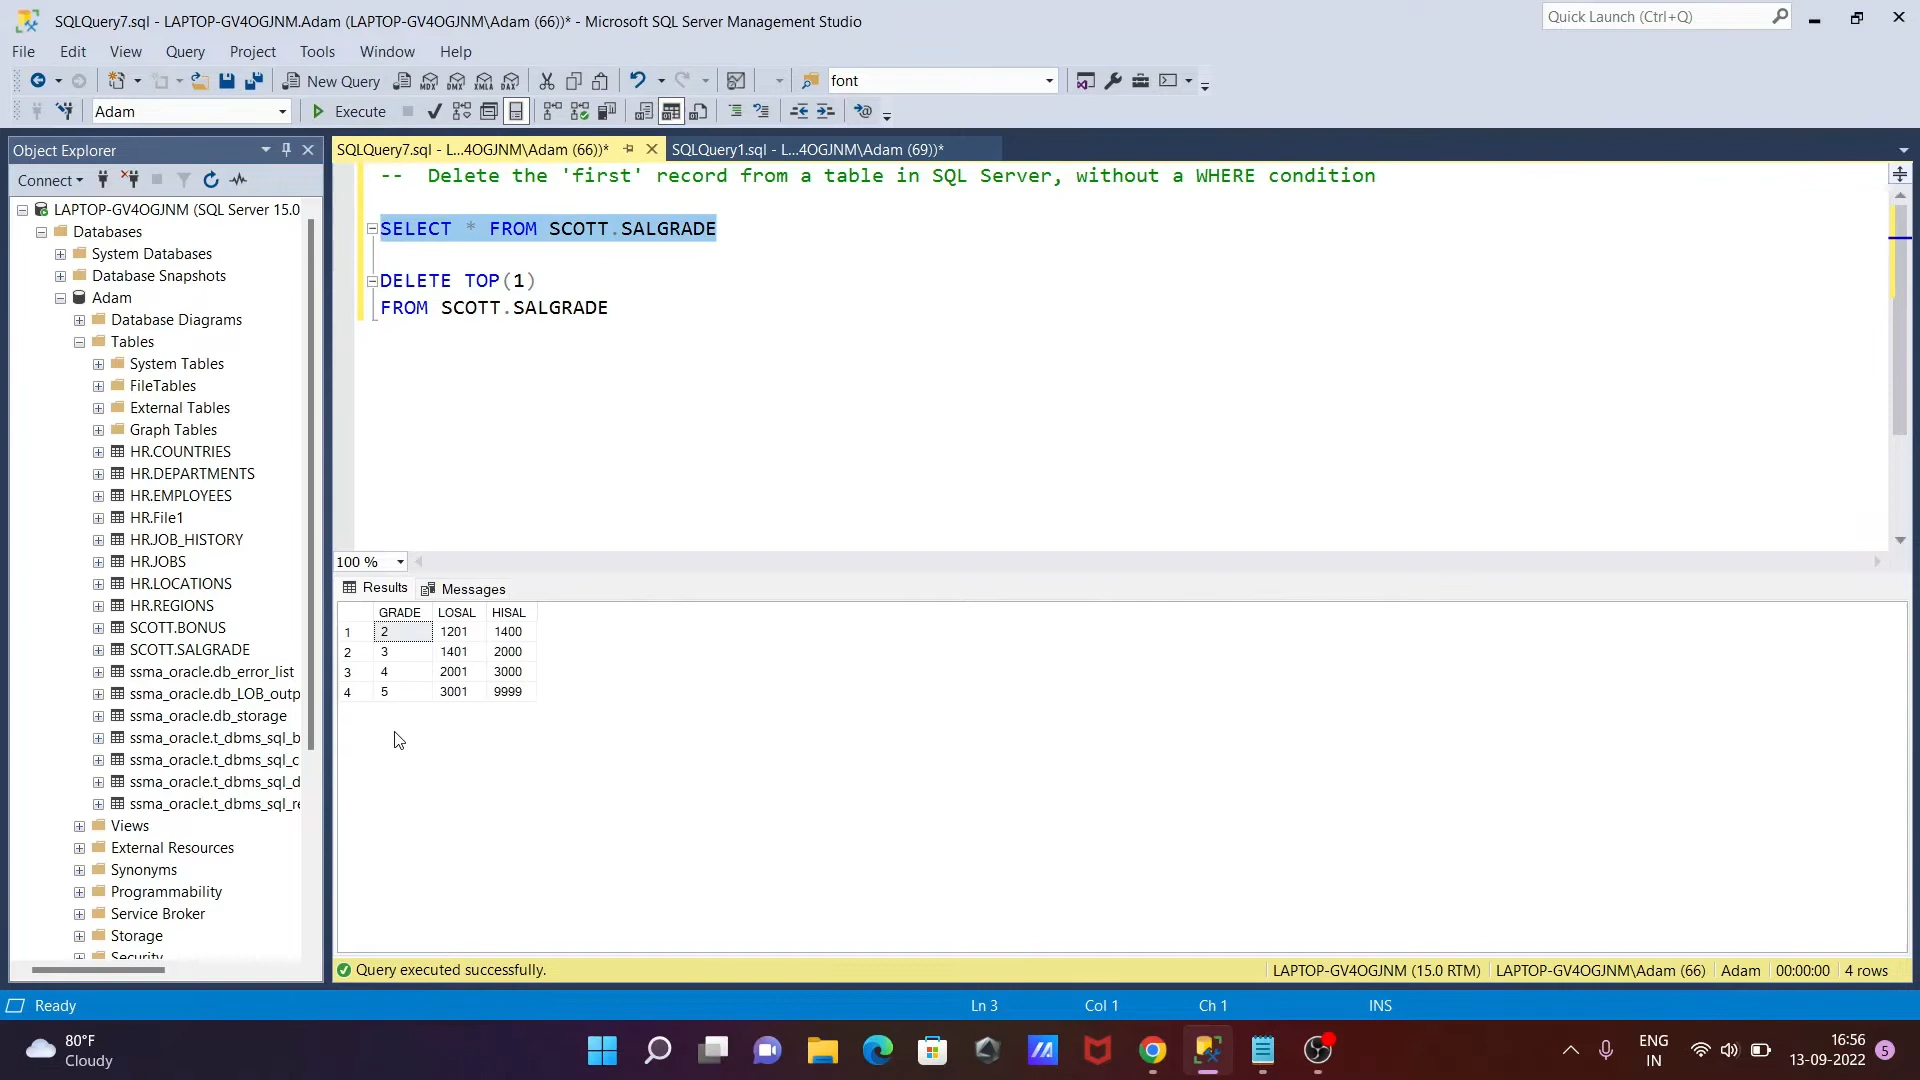 SQLQuery7.sql - LAPTOP-GV4OGJNM.Adam (LAPTOP-GV4OGJNM\Adam (66))* - Microsoft SQL Server Management Studio
Quick Launch (Ctrl+Q)
File Edit View Query Project Tools Window Help
New Query MDX DMX XMLA DAX font
Adam Execute
Object Explorer
SQLQuery7.sql - L...4OGJNM\Adam (66))* SQLQuery1.sql - L...4OGJNM\Adam (69))*
Connect
LAPTOP-GV4OGJNM (SQL Server 15.0
Databases
System Databases
Database Snapshots
Adam
Database Diagrams
Tables
System Tables
FileTables
External Tables
Graph Tables
HR.COUNTRIES
HR.DEPARTMENTS
HR.EMPLOYEES
HR.File1
HR.JOB_HISTORY
HR.JOBS
HR.LOCATIONS
HR.REGIONS
SCOTT.BONUS
SCOTT.SALGRADE
ssma_oracle.db_error_list
ssma_oracle.db_LOB_outp
ssma_oracle.db_storage
ssma_oracle.t_dbms_sql_b
ssma_oracle.t_dbms_sql_c
ssma_oracle.t_dbms_sql_d
ssma_oracle.t_dbms_sql_re
Views
External Resources
Synonyms
Programmability
Service Broker
Storage
Security
-- Delete the 'first' record from a table in SQL Server, without a WHERE condition
SELECT * FROM SCOTT.SALGRADE
DELETE TOP(1)
FROM SCOTT.SALGRADE
100 %
Results Messages
GRADE LOSAL HISAL
1 2 1201 1400
2 3 1401 2000
3 4 2001 3000
4 5 3001 9999
Query executed successfully. LAPTOP-GV4OGJNM (15.0 RTM) LAPTOP-GV4OGJNM\Adam (66) Adam 00:00:00 4 rows
Ready Ln 3 Col 1 Ch 1 INS
80°F
Cloudy
ENG
IN
16:56
13-09-2022
5